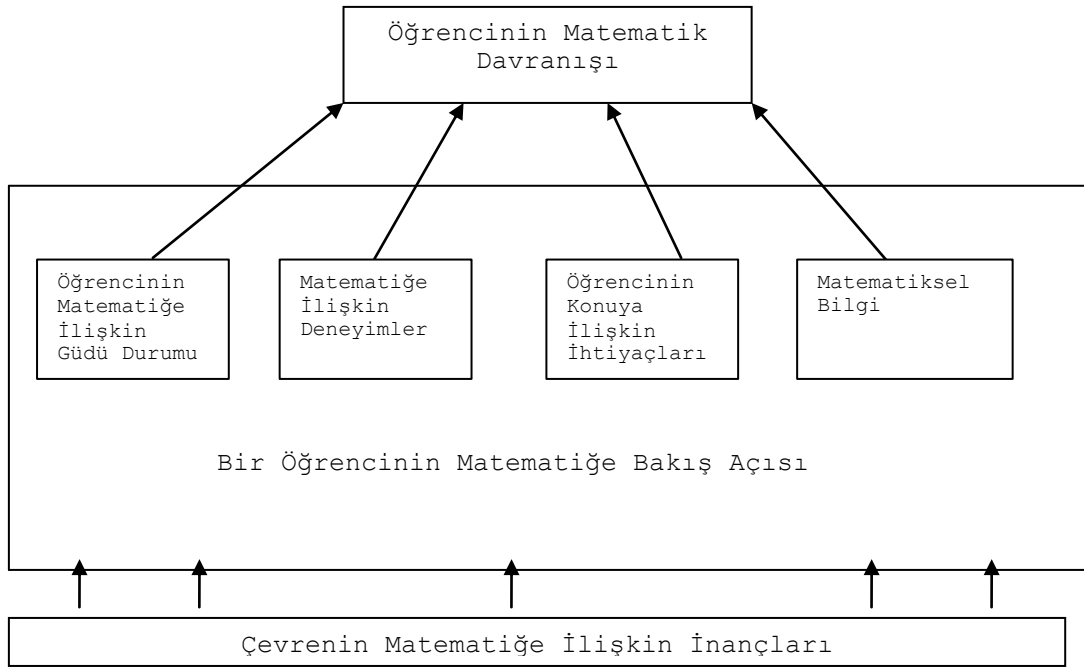 Öğrencinin Matematik
Davranışı
Öğrencinin
Matematiğe
İlişkin
Güdü Durumu
Matematiğe
İlişkin
Deneyimler
Öğrencinin
Konuya
İlişkin
İhtiyaçları
Matematiksel
Bilgi
Bir Öğrencinin Matematiğe Bakış Açısı
Çevrenin Matematiğe İlişkin İnançları